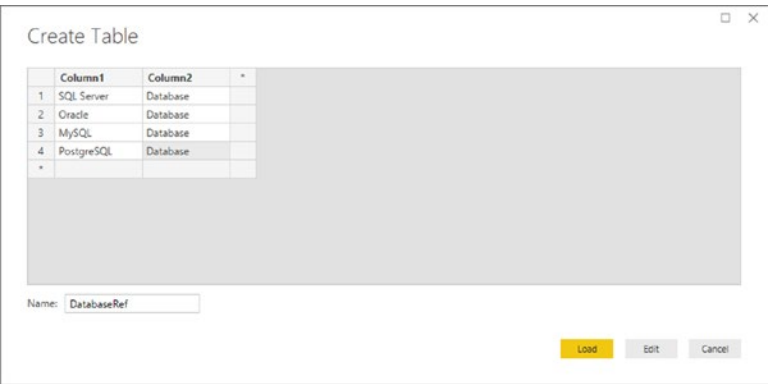 Create Table
Column1 Column2 *
1 SQL Server Database
2 Oracle Database
3 MySQL Database
4 PostgreSQL Database
*
Name: DatabaseRef
Load Edit Cancel